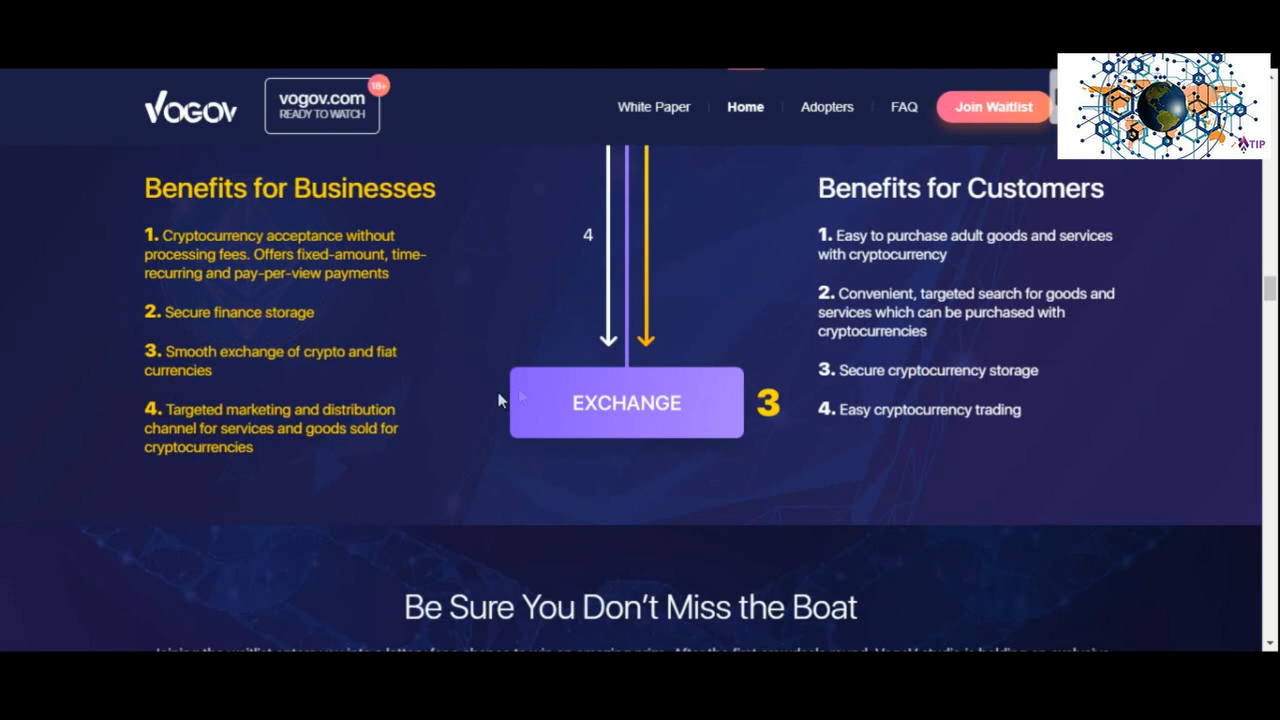 VOGOV
vogov.com
READY TO WATCH
18+
White Paper
Home
Adopters
FAQ
Join Waitlist
TIP
Benefits for Businesses
1. Cryptocurrency acceptance without
processing fees. Offers fixed-amount, time-
recurring and pay-per-view payments
2. Secure finance storage
3. Smooth exchange of crypto and fiat
currencies
4. Targeted marketing and distribution
channel for services and goods sold for
cryptocurrencies
4
EXCHANGE
3
Benefits for Customers
1. Easy to purchase adult goods and services
with cryptocurrency
2. Convenient, targeted search for goods and
services which can be purchased with
cryptocurrencies
3. Secure cryptocurrency storage
4. Easy cryptocurrency trading
Be Sure You Don't Miss the Boat